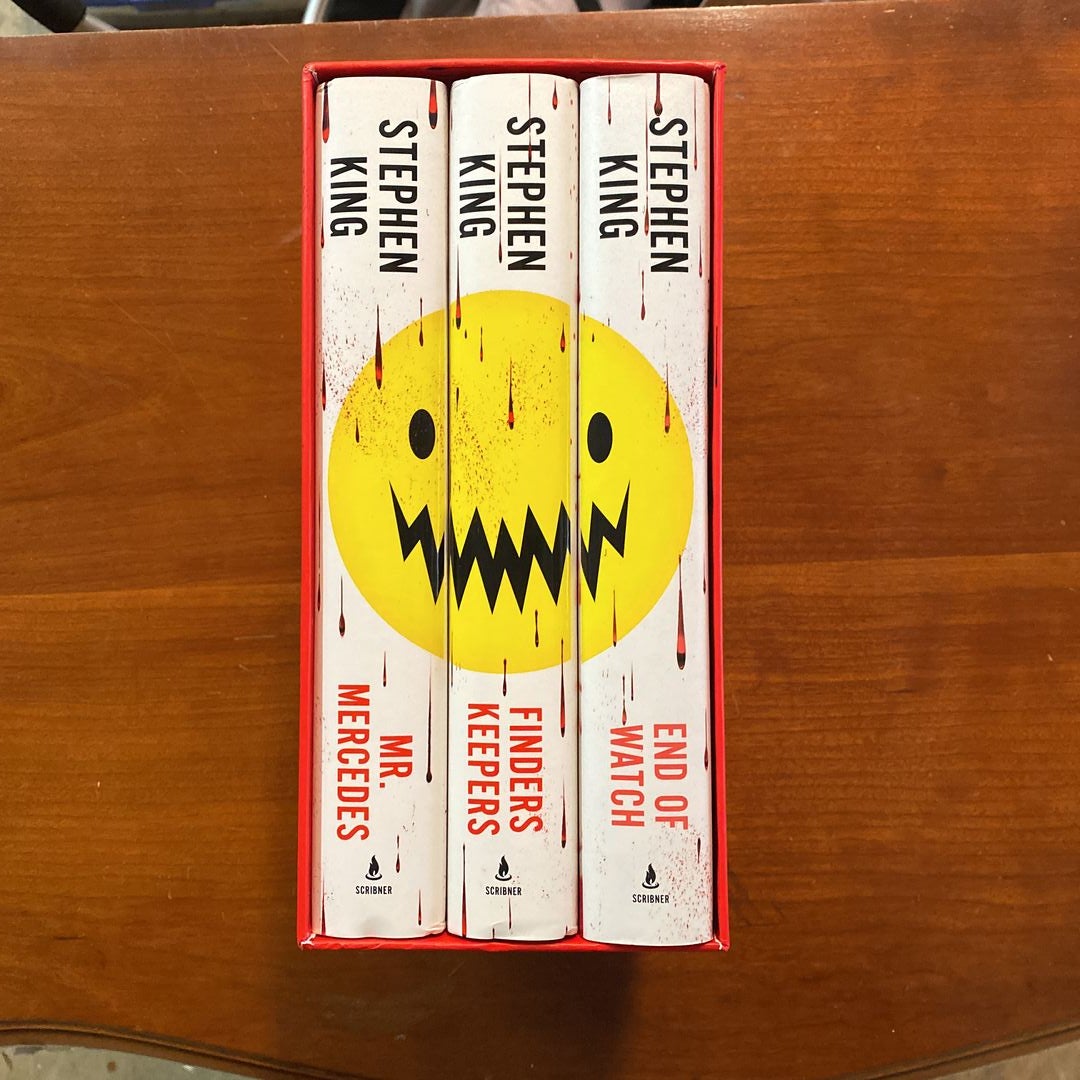 STEPHEN
KING
MR.
MERCEDES
SCRIBNER
STEPHEN
KING
FINDERS
KEEPERS
SCRIBNER
STEPHEN
KING
END OF
WATCH
SCRIBNER